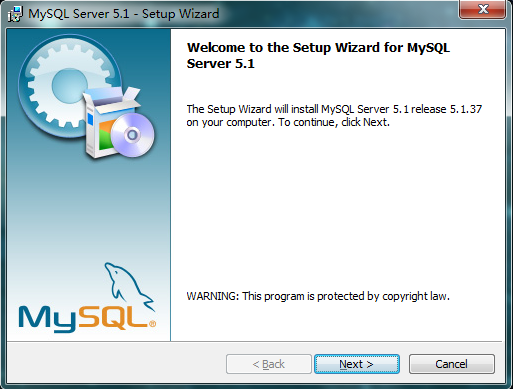 MySQL Server 5.1 - Setup Wizard
Welcome to the Setup Wizard for MySQL
Server 5.1
The Setup Wizard will install MySQL Server 5.1 release 5.1.37
on your computer. To continue, click Next.
WARNING: This program is protected by copyright law.
MySQL®
< Back
Next >
Cancel